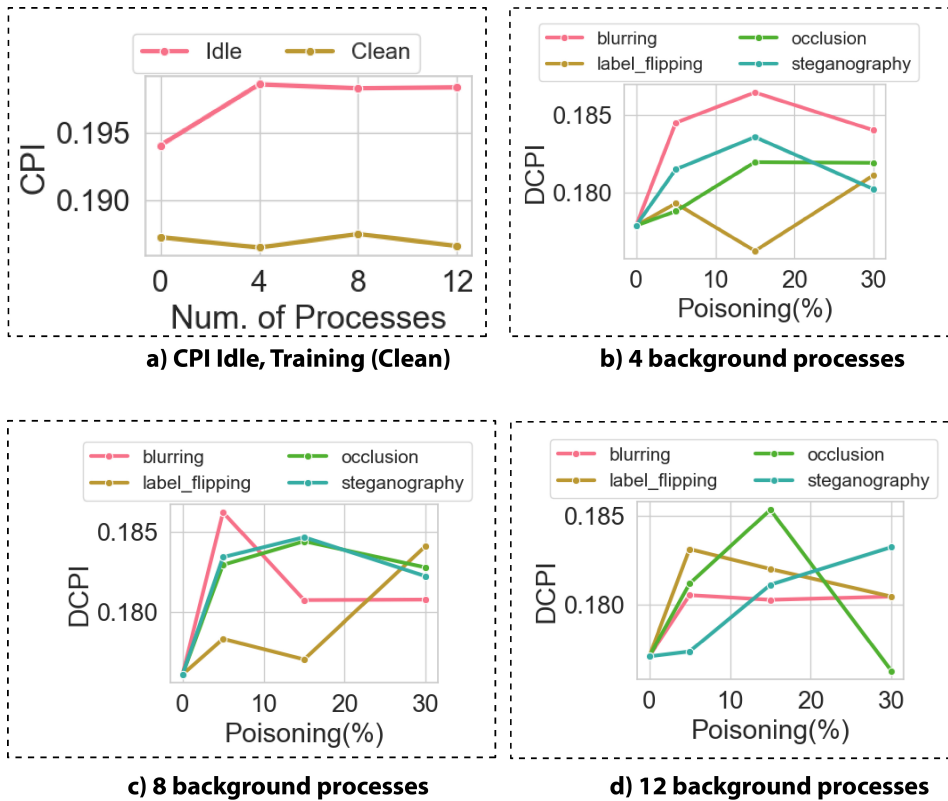 Idle Clean
CPI
0.195
0.190
0 4 8 12
Num. of Processes
a) CPI Idle, Training (Clean)
blurring occlusion
label_flipping steganography
DCPI
0.185
0.180
0 10 20 30
Poisoning(%)
b) 4 background processes
blurring occlusion
label_flipping steganography
DCPI
0.185
0.180
0 10 20 30
Poisoning(%)
c) 8 background processes
blurring occlusion
label_flipping steganography
DCPI
0.185
0.180
0 10 20 30
Poisoning(%)
d) 12 background processes